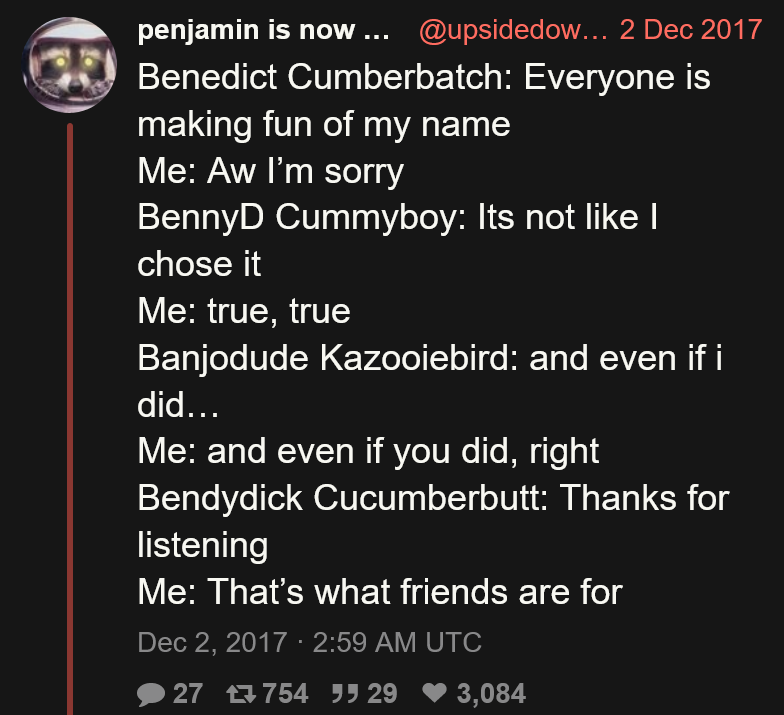 penjamin is now ... @upsidedow... 2 Dec 2017
Benedict Cumberbatch: Everyone is
making fun of my name
Me: Aw I’m sorry
BennyD Cummyboy: Its not like I
chose it
Me: true, true
Banjodude Kazooiebird: and even if i
did…
Me: and even if you did, right
Bendydick Cucumberbutt: Thanks for
listening
Me: That’s what friends are for
Dec 2, 2017 · 2:59 AM UTC
27 754 29 3,084